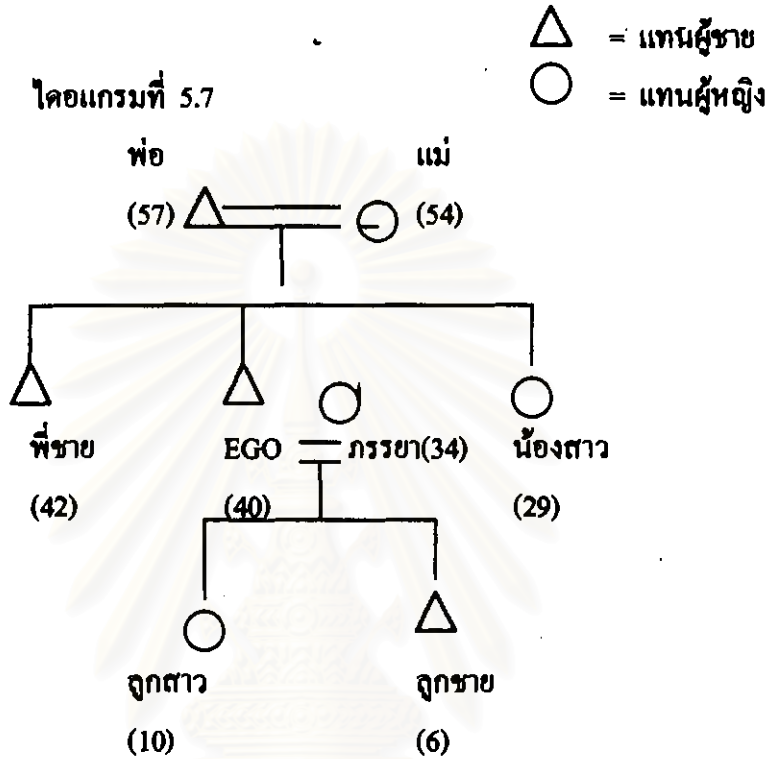 = แทนผู้ชาย
= แทนผู้หญิง
ไดอแกรมที่ 5.7
พ่อ แม่
(57) (54)
พี่ชาย EGO ภรรยา(34) น้องสาว
(42) (40) (29)
ลูกสาว ลูกชาย
(10) (6)